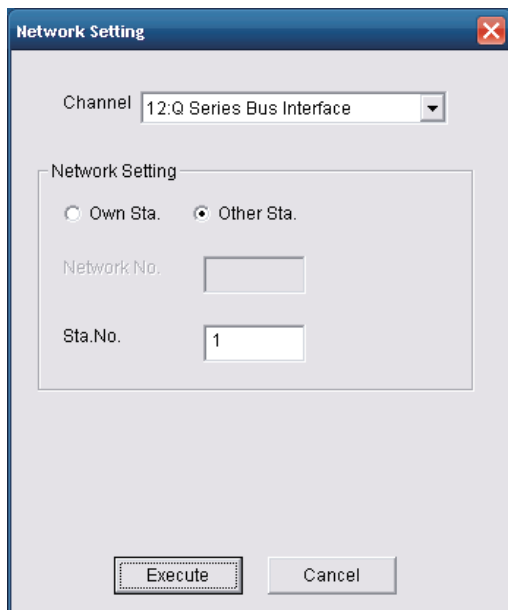 Network Setting
Channel 12:Q Series Bus Interface
Network Setting
Own Sta. Other Sta.
Network No.
Sta.No. 1
Execute Cancel